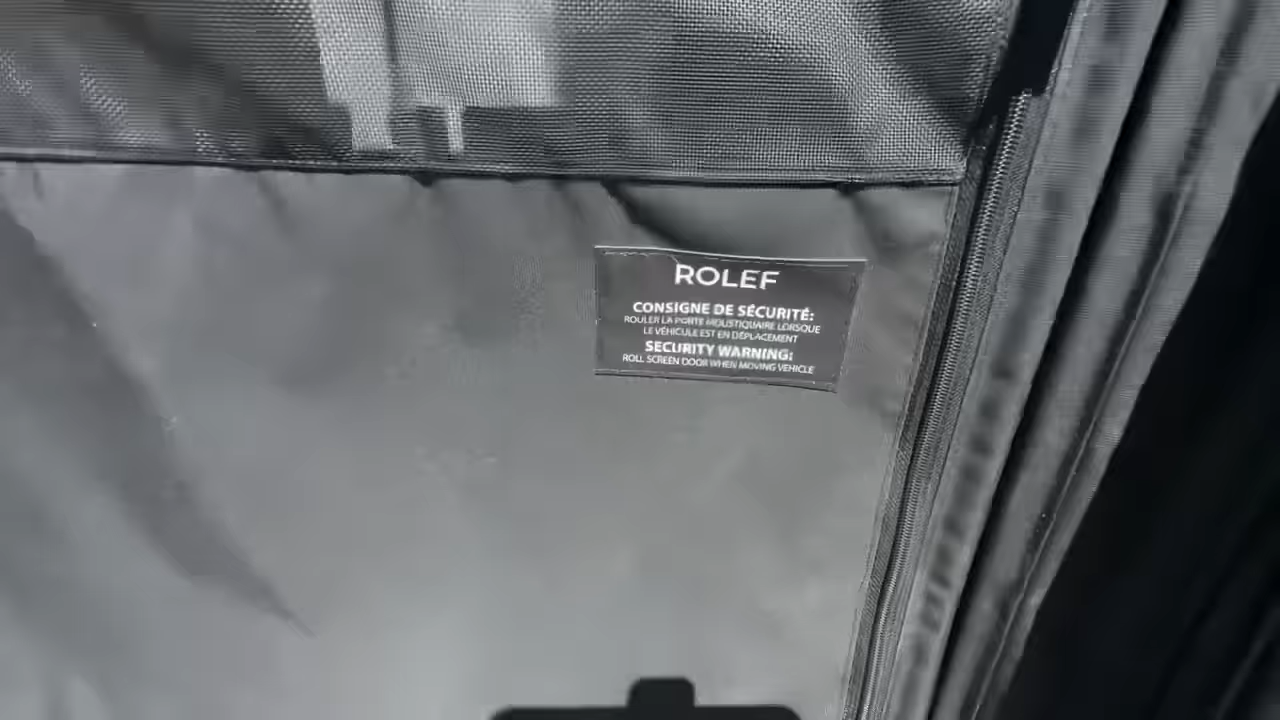 ROLEF
CONSIGNE DE SÉCURITÉ:
ROULER LA PORTE MOUSTIQUAIRE LORSQUE
LE VÉHICULE EST EN DÉPLACEMENT
SECURITY WARNING:
ROLL SCREEN DOOR WHEN MOVING VEHICLE